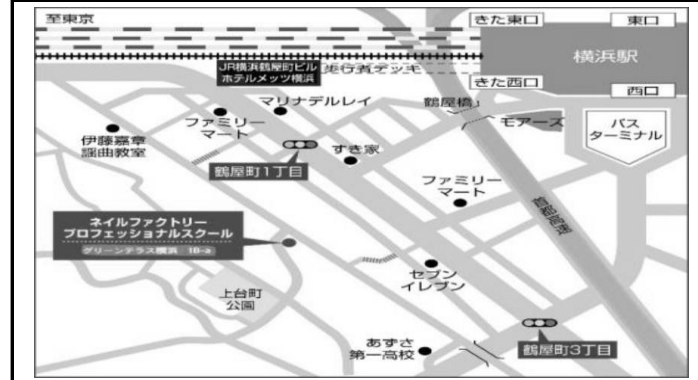 至東京
きた東口
東口
横浜駅
JR横浜鶴屋町ビル
ホテルメッツ横浜
歩行者デッキ
きた西口
西口
マリナデルレイ
鶴屋橋
モアーズ
バス
ターミナル
ファミリー
マート
伊藤嘉章
謡曲教室
すき家
鶴屋町1丁目
ファミリー
マート
ネイルファクトリー
プロフェッショナルスクール
グリーンテラス横浜 1B-a
セブン
イレブン
上台町
公園
あずさ
第一高校
鶴屋町3丁目